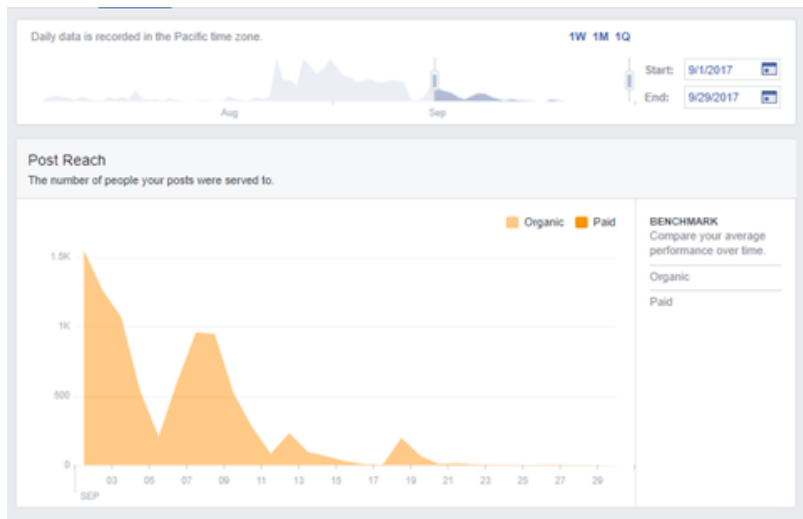 Daily data is recorded in the Pacific time zone.
1W 1M 1Q
Start: 9/1/2017
End: 9/29/2017
Aug
Sep
Post Reach
The number of people your posts were served to.
Organic Paid
BENCHMARK
Compare your average
performance over time.
Organic
Paid
1.5K
1K
500
0
03 05 07 09 11 13 15 17 19 21 23 25 27 29
SEP